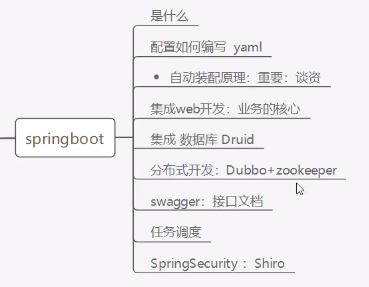 是什么
配置如何编写 yaml
自动装配原理：重要：谈资
集成web开发：业务的核心
springboot
集成 数据库 Druid
分布式开发：Dubbo+zookeeper
swagger：接口文档
任务调度
SpringSecurity ：Shiro